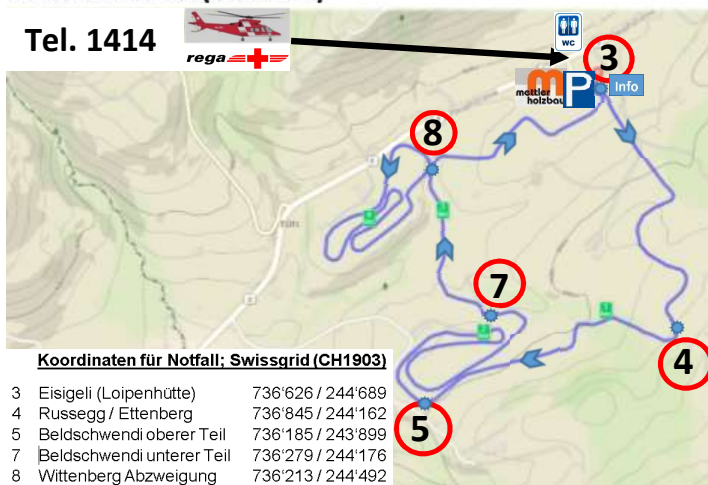 Tel. 1414
rega
WC
3
mettler
holzbau
P
Info
8
7
4
5
Koordinaten für Notfall; Swissgrid (CH1903)
3 Eisigeli (Loipenhütte) 736'626 / 244'689
4 Russegg / Ettenberg 736'845 / 244'162
5 Beldschwendi oberer Teil 736'185 / 243'899
7 Beldschwendi unterer Teil 736'279 / 244'176
8 Wittenberg Abzweigung 736'213 / 244'492